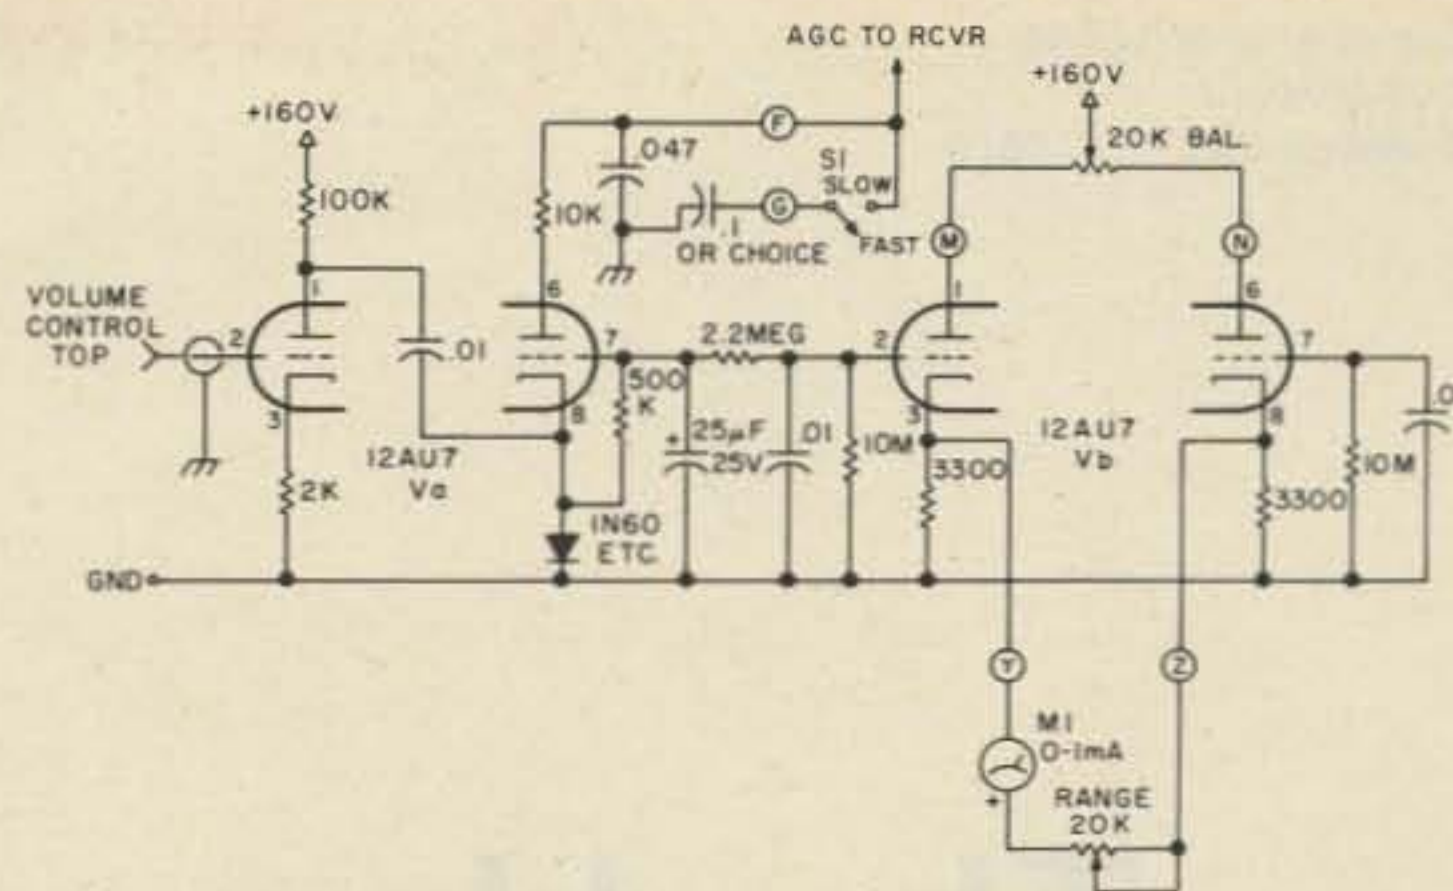 AGC TO RCVR
+160V
+160V
20K BAL.
.047
F
S1
SLOW
100K
10K
G
.1
OR CHOICE
FAST
M
N
VOLUME
CONTROL
TOP
1
2
3
.01
6
7
8
2.2MEG
500
K
1
2
3
6
7
8
12AU7
Va
+
25µF
25V
.01
10M
3300
12AU7
Vb
3300
10M
2K
1N60
ETC
GND
Y
Z
M1
0-1mA
+
RANGE
20K